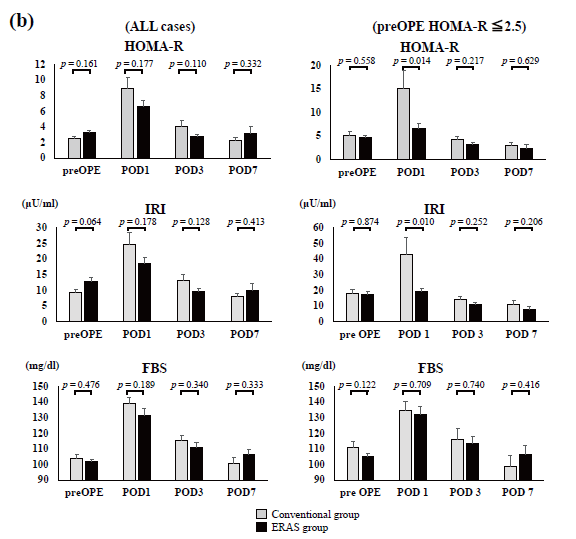 (b)
(ALL cases)
HOMA-R
p = 0.161 p = 0.177 p = 0.110 p = 0.332
12
10
8
6
4
2
0
preOPE POD1 POD3 POD7
(preOPE HOMA-R ≦2.5)
HOMA-R
p = 0.558 p = 0.014 p = 0.217 p = 0.629
20
15
10
5
0
preOPE POD1 POD3 POD7
(μU/ml)
IRI
p = 0.064 p = 0.178 p = 0.128 p = 0.413
30
25
20
15
10
5
0
preOPE POD1 POD3 POD7
(μU/ml)
IRI
p = 0.874 p = 0.010 p = 0.252 p = 0.206
60
50
40
30
20
10
0
pre OPE POD 1 POD 3 POD 7
(mg/dl)
FBS
p = 0.476 p = 0.189 p = 0.340 p = 0.333
150
140
130
120
110
100
90
preOPE POD1 POD3 POD7
(mg/dl)
FBS
p = 0.122 p = 0.709 p = 0.740 p = 0.416
150
140
130
120
110
100
90
pre OPE POD 1 POD 3 POD 7
Conventional group
ERAS group